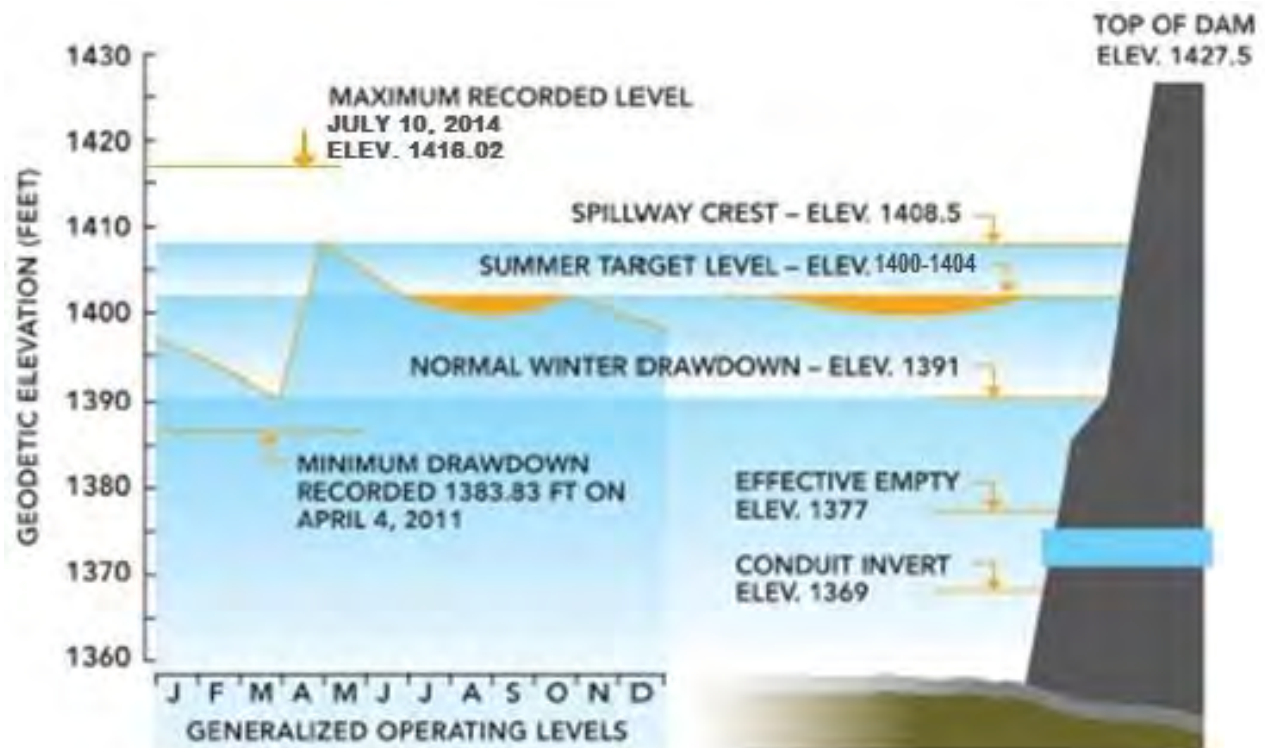 TOP OF DAM
ELEV. 1427.5
1430
1420
1410
1400
1390
1380
1370
1360
GEODETIC ELEVATION (FEET)
MAXIMUM RECORDED LEVEL
JULY 10, 2014
ELEV. 1416.02
SPILLWAY CREST – ELEV. 1408.5
SUMMER TARGET LEVEL – ELEV. 1400-1404
NORMAL WINTER DRAWDOWN – ELEV. 1391
MINIMUM DRAWDOWN
RECORDED 1383.83 FT ON
APRIL 4, 2011
EFFECTIVE EMPTY
ELEV. 1377
CONDUIT INVERT
ELEV. 1369
J F M A M J J A S O N D
GENERALIZED OPERATING LEVELS